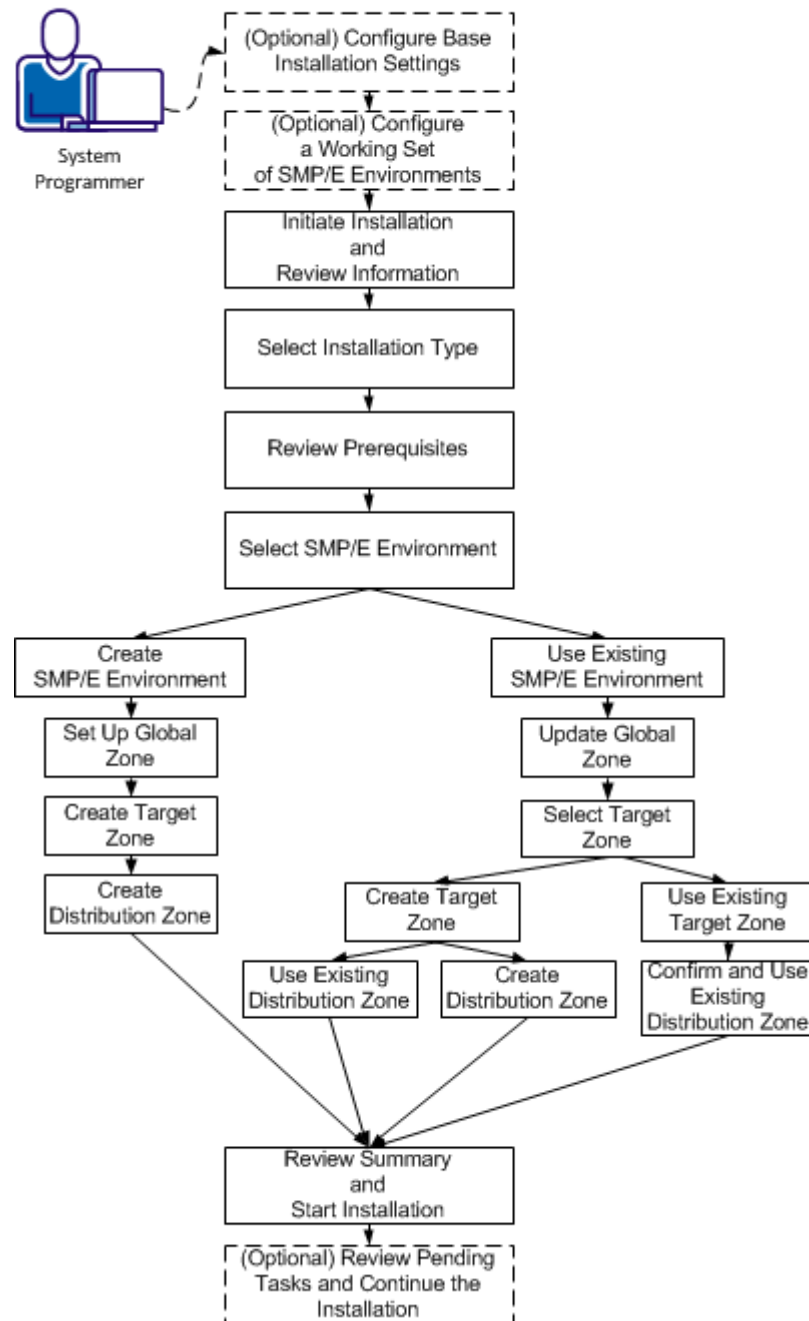 (Optional) Configure Base
Installation Settings
System
Programmer
(Optional) Configure
a Working Set
of SMP/E Environments
Initiate Installation
and
Review Information
Select Installation Type
Review Prerequisites
Select SMP/E Environment
Create
SMP/E Environment
Use Existing
SMP/E Environment
Set Up Global
Zone
Update Global
Zone
Create Target
Zone
Select Target
Zone
Create
Distribution Zone
Create Target
Zone
Use Existing
Target Zone
Use Existing
Distribution Zone
Create
Distribution Zone
Confirm and Use
Existing
Distribution Zone
Review Summary
and
Start Installation
(Optional) Review Pending
Tasks and Continue the
Installation